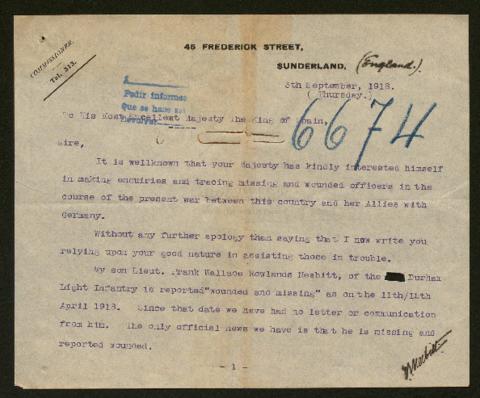 COMMISSIONER.
Tel. 313.
45 FREDERICK STREET,
SUNDERLAND, (England).
5th September, 1918.
(Thursday.)
A
Pedir informes
Que se hace
6674
To His Most Excellent Majesty The King of Spain,
Sire,
It is wellknown that your Majesty has kindly interested himself
in making enquiries and tracing missing and wounded officers in the
course of the present war between this country and her Allies with
Germany.
Without any further apology than saying that I now write you
relying upon your good nature in assisting those in trouble.
My son Lieut. Frank Wallace Rowlands Nesbitt, of the Durham
Light Infantry is reported "wounded and missing" as on the 11th/14th
April 1918. Since that date we have had no letter or communication
from him. The only official news we have is that he is missing and
reported wounded.
- 1 -
Nesbitt